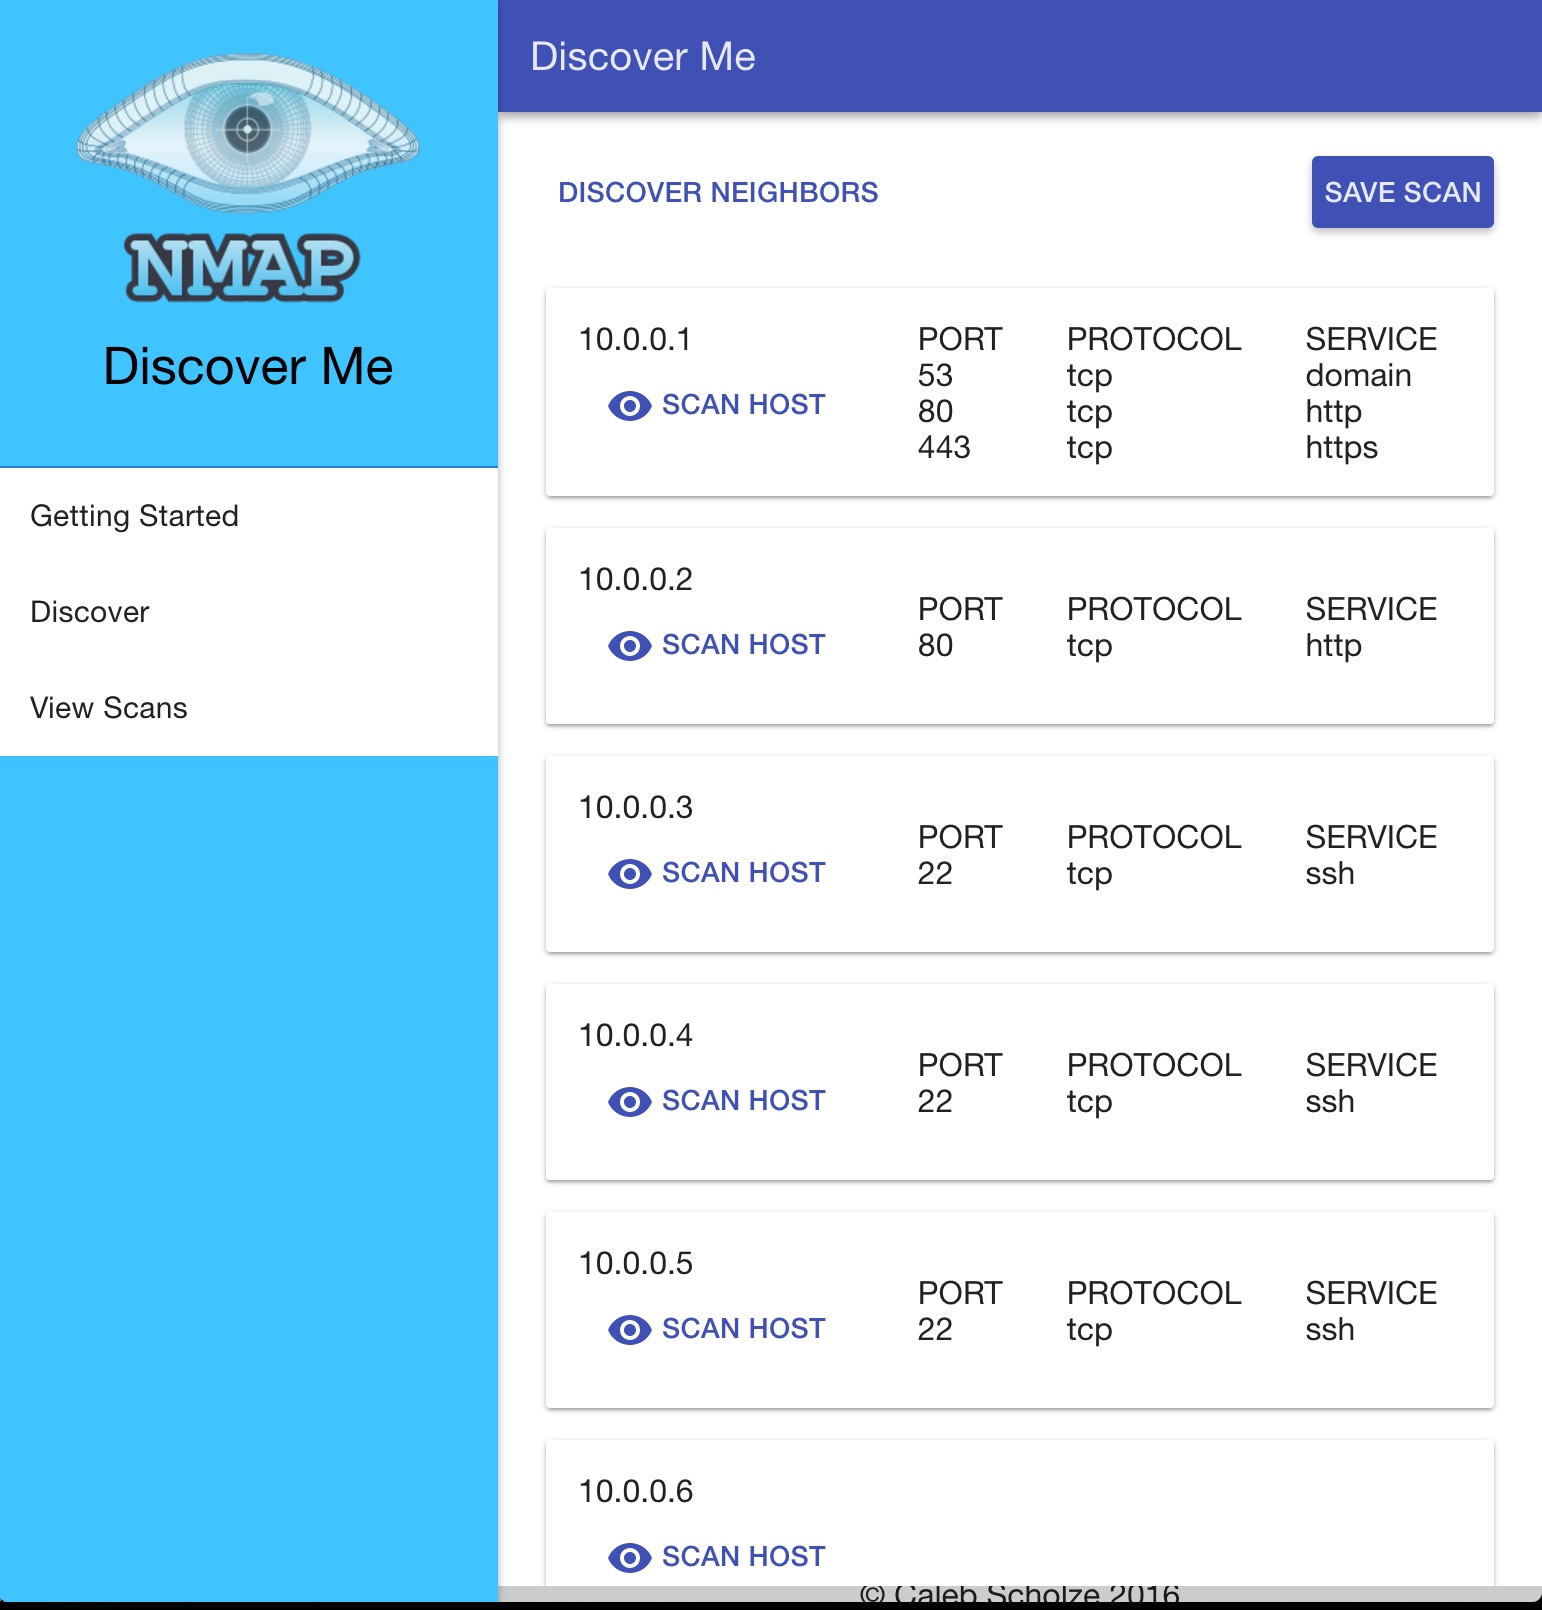 NMAP
Discover Me
Getting Started
Discover
View Scans
Discover Me
DISCOVER NEIGHBORS
SAVE SCAN
10.0.0.1
SCAN HOST
PORT PROTOCOL SERVICE
53 tcp domain
80 tcp http
443 tcp https
10.0.0.2
SCAN HOST
PORT PROTOCOL SERVICE
80 tcp http
10.0.0.3
SCAN HOST
PORT PROTOCOL SERVICE
22 tcp ssh
10.0.0.4
SCAN HOST
PORT PROTOCOL SERVICE
22 tcp ssh
10.0.0.5
SCAN HOST
PORT PROTOCOL SERVICE
22 tcp ssh
10.0.0.6
SCAN HOST
© Caleb Scholze 2016